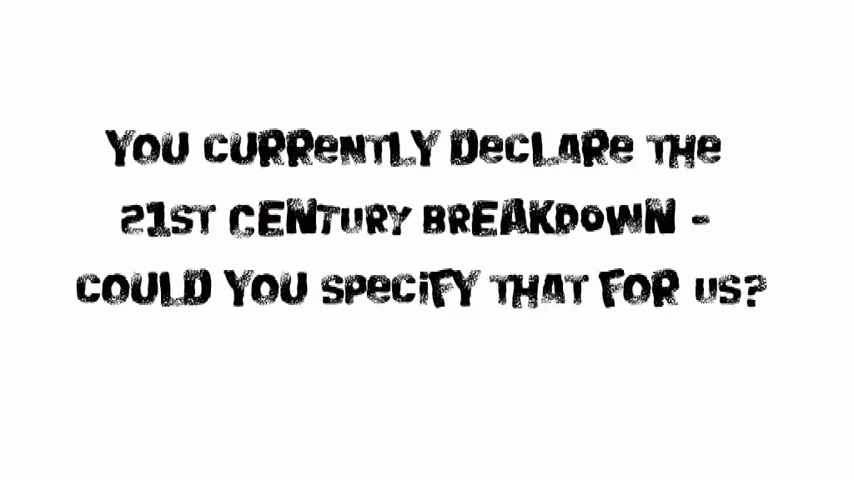 YOU CURReNTLY DeCLARe THe
21ST CENTURY BREAKDOWN -
COULD YOU SPeCiFY THAT FOR US?